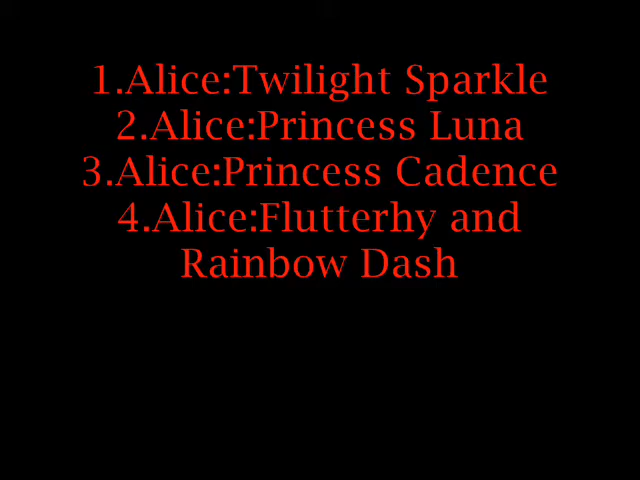 1.Alice:Twilight Sparkle
2.Alice:Princess Luna
3.Alice:Princess Cadence
4.Alice:Flutterhy and
Rainbow Dash